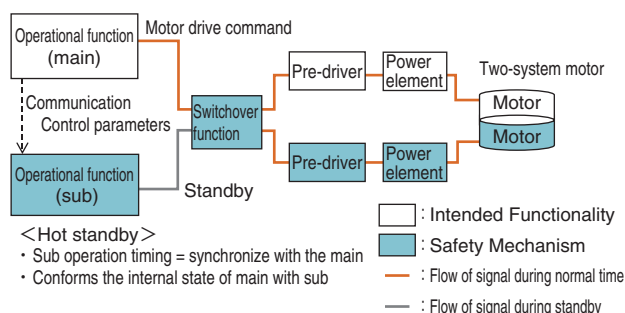 Operational function
(main)
Motor drive command
Communication
Control parameters
Operational function
(sub)
Standby
Switchover
function
Pre-driver
Power
element
Pre-driver
Power
element
Two-system motor
Motor
Motor
<Hot standby>
・Sub operation timing = synchronize with the main
・Conforms the internal state of main with sub
: Intended Functionality
: Safety Mechanism
: Flow of signal during normal time
: Flow of signal during standby